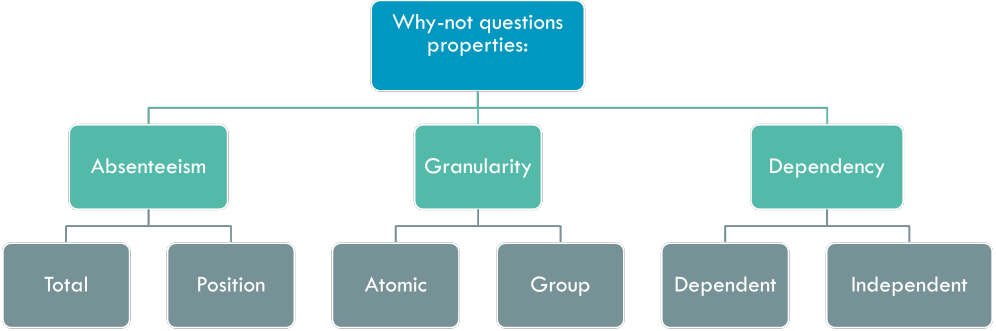 Why-not questions
properties:
Absenteeism
Granularity
Dependency
Total
Position
Atomic
Group
Dependent
Independent